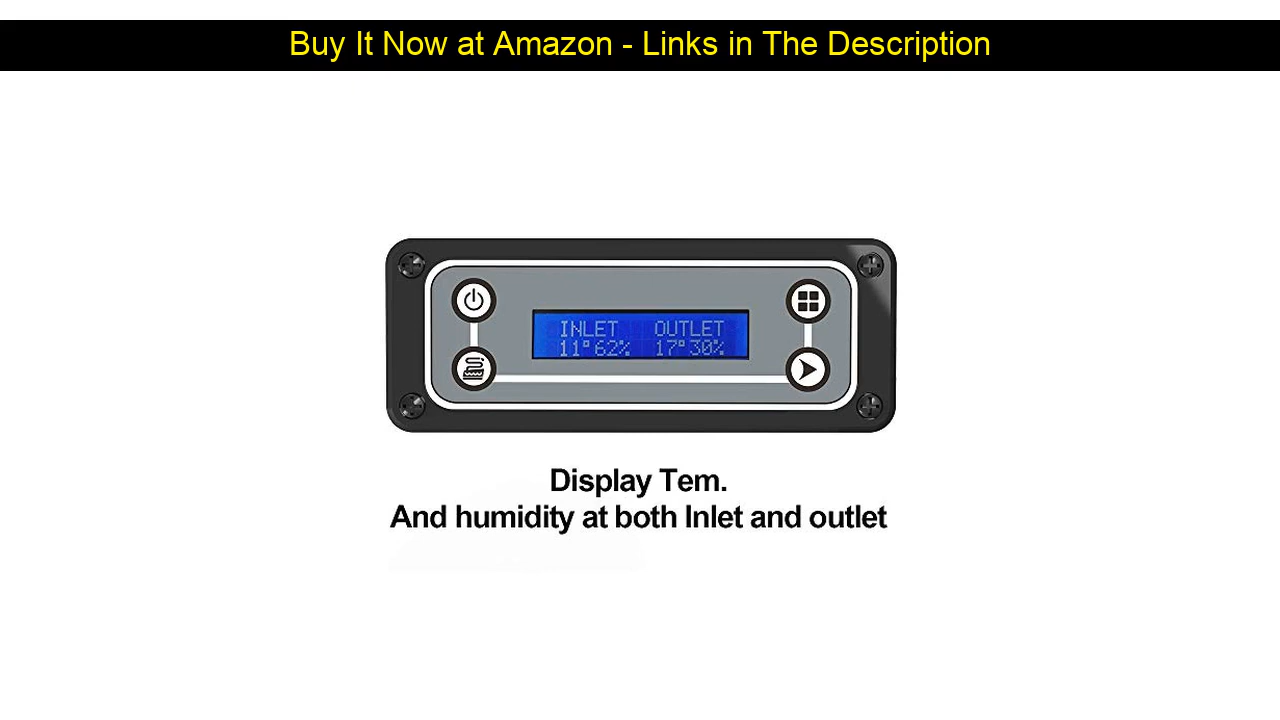 Buy It Now at Amazon - Links in The Description
INLET OUTLET
11°62% 17°30%
Display Tem.
And humidity at both Inlet and outlet